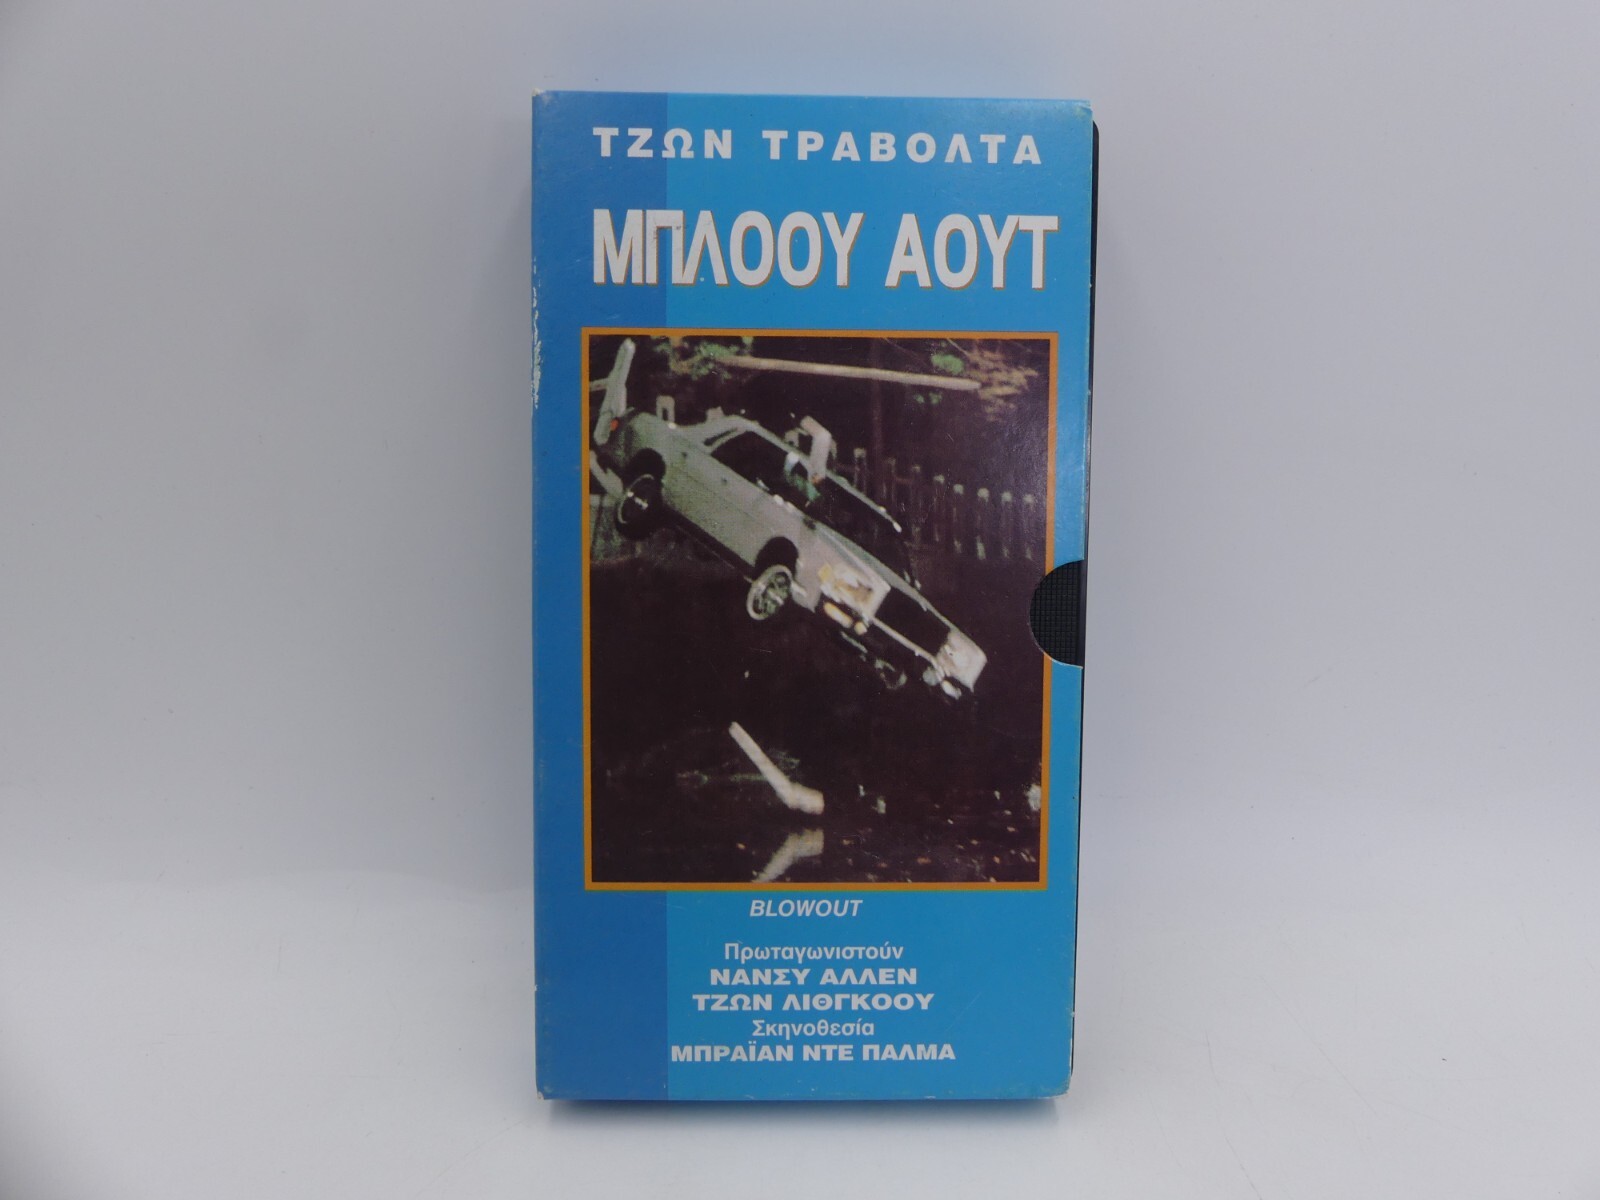 ΤΖΩΝ ΤΡΑΒΟΛΤΑ
ΜΠΛΟΟΥ ΑΟΥΤ
BLOWOUT
Πρωταγωνιστούν
ΝΑΝΣΥ ΑΛΛΕΝ
ΤΖΩΝ ΛΙΘΓΚΟΟΥ
Σκηνοθεσία
ΜΠΡΑΪΑΝ ΝΤΕ ΠΑΛΜΑ